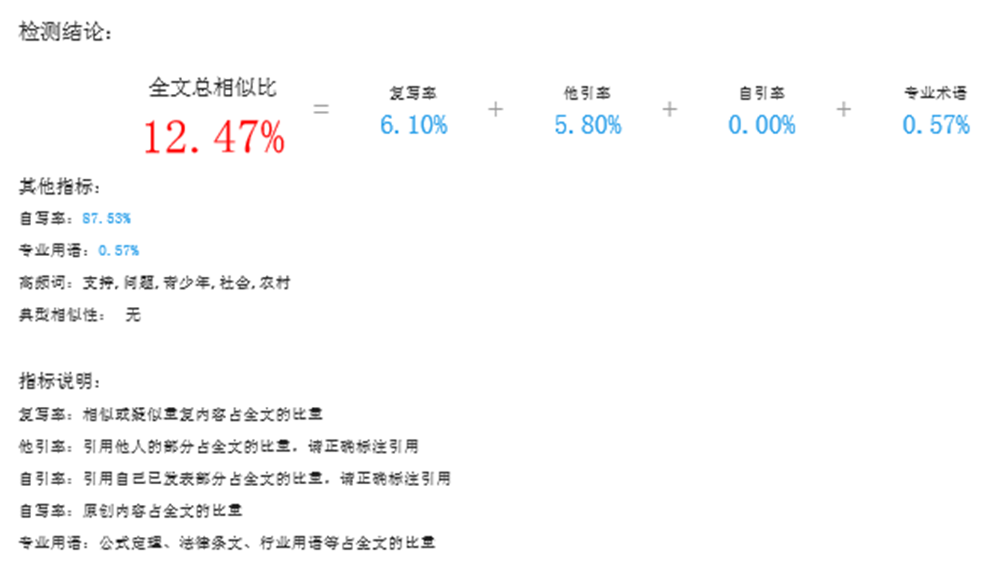 检测结论：
全文总相似比 复写率 他引率 自引率 专业术语
12.47% = 6.10% + 5.80% + 0.00% + 0.57%
其他指标：
自写率：87.53%
专业用语：0.57%
高频词：支持,问题,青少年,社会,农村
典型相似性： 无
指标说明：
复写率：相似或疑似重复内容占全文的比重
他引率：引用他人的部分占全文的比重，请正确标注引用
自引率：引用自己已发表部分占全文的比重，请正确标注引用
自写率：原创内容占全文的比重
专业用语：公式定理、法律条文、行业用语等占全文的比重